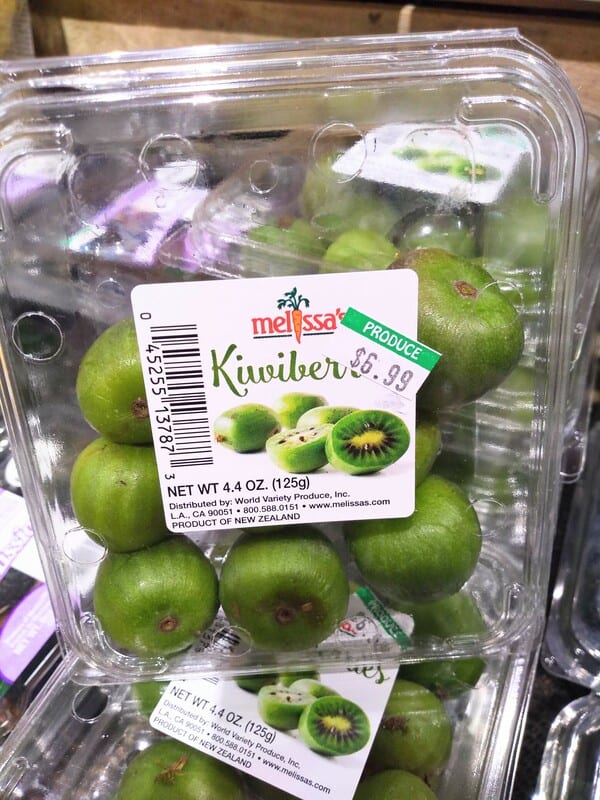 melissa's
PRODUCE
$6.99
Kiwiber
0 45255 13787 3
NET WT 4.4 OZ. (125g)
Distributed by: World Variety Produce, Inc.
L.A., CA 90051 • 800.588.0151 • www.melissas.com
PRODUCT OF NEW ZEALAND
NET WT 4.4 OZ. (125g)
Distributed by: World Variety Produce, Inc.
L.A., CA 90051 • 800.588.0151 • www.melissas.com
PRODUCT OF NEW ZEALAND